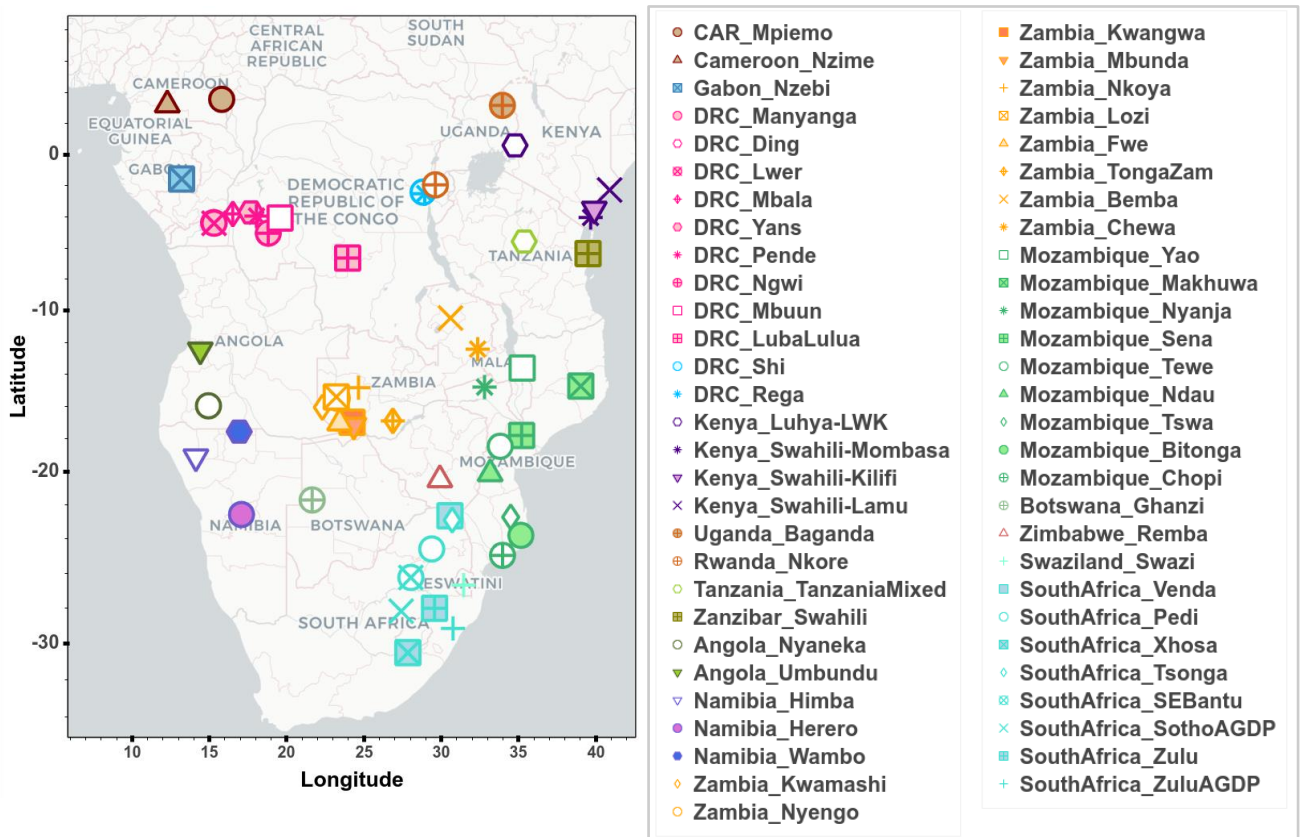 CENTRAL
AFRICAN
REPUBLIC
SOUTH
SUDAN
CAMEROON
EQUATORIAL
GUINEA
UGANDA
KENYA
GABO
DEMOCRATIC
REPUBLIC OF
THE CONGO
TANZANIA
ANGOLA
MALA
ZAMBIA
MOZAMBIQUE
NAMIBIA
BOTSWANA
ESWATINI
SOUTH AFRICA
0
-10
-20
-30
Latitude
10
15
20
25
30
35
40
Longitude
CAR_Mpiemo
Cameroon_Nzime
Gabon_Nzebi
DRC_Manyanga
DRC_Ding
DRC_Lwer
DRC_Mbala
DRC_Yans
DRC_Pende
DRC_Ngwi
DRC_Mbuun
DRC_LubaLulua
DRC_Shi
DRC_Rega
Kenya_Luhya-LWK
Kenya_Swahili-Mombasa
Kenya_Swahili-Kilifi
Kenya_Swahili-Lamu
Uganda_Baganda
Rwanda_Nkore
Tanzania_TanzaniaMixed
Zanzibar_Swahili
Angola_Nyaneka
Angola_Umbundu
Namibia_Himba
Namibia_Herero
Namibia_Wambo
Zambia_Kwamashi
Zambia_Nyengo
Zambia_Kwangwa
Zambia_Mbunda
Zambia_Nkoya
Zambia_Lozi
Zambia_Fwe
Zambia_TongaZam
Zambia_Bemba
Zambia_Chewa
Mozambique_Yao
Mozambique_Makhuwa
Mozambique_Nyanja
Mozambique_Sena
Mozambique_Tewe
Mozambique_Ndau
Mozambique_Tswa
Mozambique_Bitonga
Mozambique_Chopi
Botswana_Ghanzi
Zimbabwe_Remba
Swaziland_Swazi
SouthAfrica_Venda
SouthAfrica_Pedi
SouthAfrica_Xhosa
SouthAfrica_Tsonga
SouthAfrica_SEBantu
SouthAfrica_SothoAGDP
SouthAfrica_Zulu
SouthAfrica_ZuluAGDP